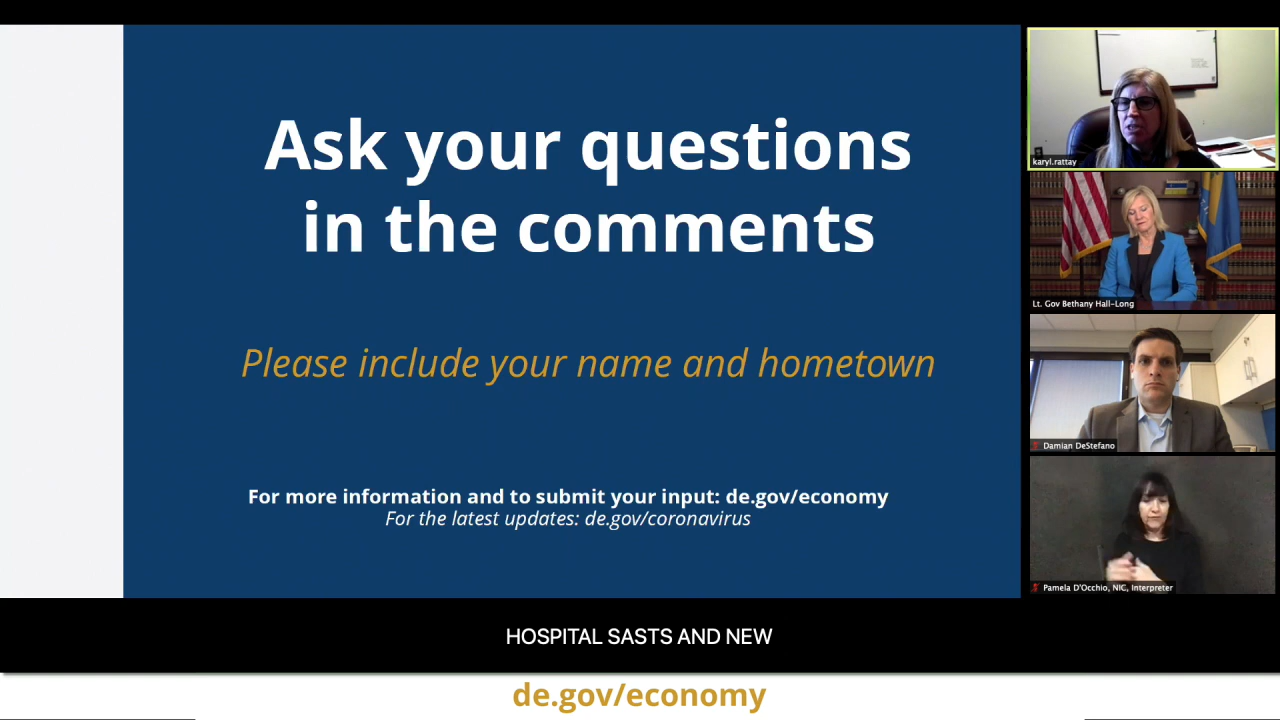 Ask your questions
in the comments
Please include your name and hometown
For more information and to submit your input: de.gov/economy
For the latest updates: de.gov/coronavirus
karyl.rattay
Lt. Gov Bethany Hall-Long
Damian DeStefano
Pamela D'Occhio, NIC, Interpreter
HOSPITAL SASTS AND NEW
de.gov/economy